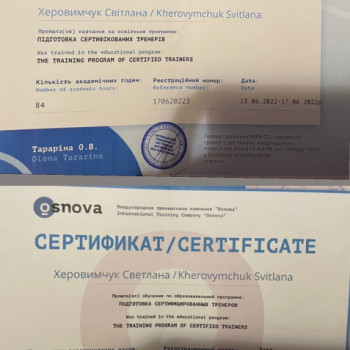 Херовимчук Світлана / Kherovymchuk Svitlana
Пройшла(ов) навчання за освітньою програмою:
ПІДГОТОВКА СЕРТИФІКОВАНИХ ТРЕНЕРІВ
Was trained in the educational pongram:
THE TRAINING PROGRAM OF CERTIFIED TRAINERS
Кількість академічних годин:
Number of academic hours:
84
Реєстраційний номер:
Reference number:
170620223
Дата:
Date:
13.06.2022-17.06.2022р
Тараріна О.В.
Olena Tararina
osnova
Международная тренинговая компания "Основа"
International Training Company "Osnova"
СЕРТИФИКАТ/CERTIFICATE
Херовимчук Светлана / Kherovymchuk Svitlana
Прошла(ел) обучение по образовательной программе:
ПОДГОТОВКА СЕРТИФИЦИРОВАННЫХ ТРЕНЕРОВ
Was trained in the educational program:
THE TRAINING PROGRAM OF CERTIFIED TRAINERS